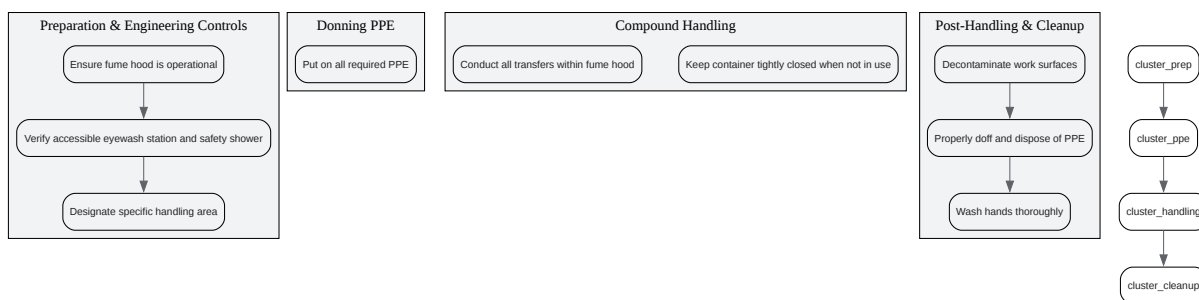 Preparation & Engineering Controls
Ensure fume hood is operational
Verify accessible eyewash station and safety shower
Designate specific handling area
Donning PPE
Put on all required PPE
Compound Handling
Conduct all transfers within fume hood
Keep container tightly closed when not in use
Post-Handling & Cleanup
Decontaminate work surfaces
Properly doff and dispose of PPE
Wash hands thoroughly
cluster_prep
cluster_ppe
cluster_handling
cluster_cleanup